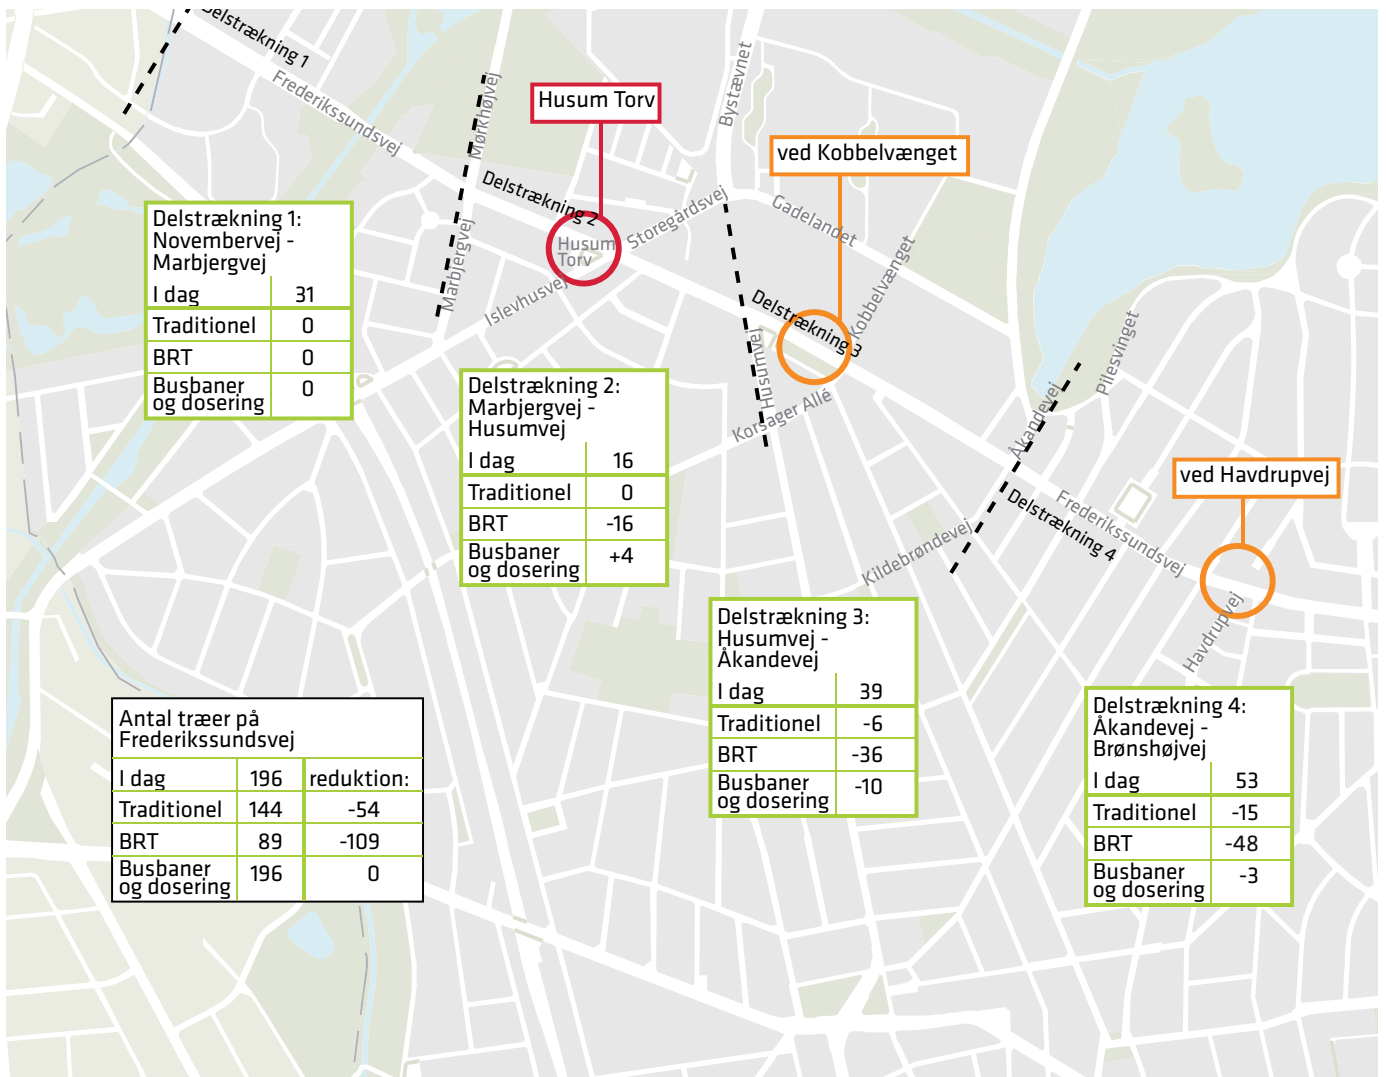 Delstrækning 1
Frederikssundsvej
Mørkhøjvej
Husum Torv
Bystævnet
ved Kobbelvænget
Delstrækning 2
Storegårdsvej
Gadelandet
Husum
Torv
Marbjergvej
Islevhusvej
Kobbelvænget
Delstrækning 3
Husumvej
Korsager Allé
Pilesvinget
Åkandevej
Kildebrøndevej
Delstrækning 4
Frederikssundsvej
ved Havdrupvej
Havdrupvej
Delstrækning 1:
Novembervej -
Marbjergvej
I dag 31
Traditionel 0
BRT 0
Busbaner
og dosering 0
Delstrækning 2:
Marbjergvej -
Husumvej
I dag 16
Traditionel 0
BRT -16
Busbaner
og dosering +4
Delstrækning 3:
Husumvej -
Åkandevej
I dag 39
Traditionel -6
BRT -36
Busbaner
og dosering -10
Delstrækning 4:
Åkandevej -
Brønshøjvej
I dag 53
Traditionel -15
BRT -48
Busbaner
og dosering -3
Antal træer på
Frederikssundsvej
I dag 196 reduktion:
Traditionel 144 -54
BRT 89 -109
Busbaner
og dosering 196 0